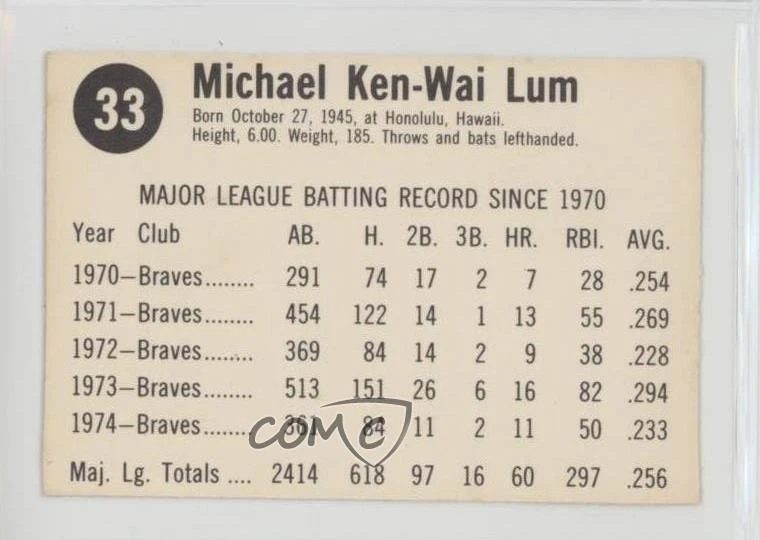 33
Michael Ken-Wai Lum
Born October 27, 1945, at Honolulu, Hawaii.
Height, 6.00. Weight, 185. Throws and bats lefthanded.
MAJOR LEAGUE BATTING RECORD SINCE 1970
Year Club AB. H. 2B. 3B. HR. RBI. AVG.
1970—Braves........ 291 74 17 2 7 28 .254
1971—Braves........ 454 122 14 1 13 55 .269
1972—Braves........ 369 84 14 2 9 38 .228
1973—Braves........ 513 151 26 6 16 82 .294
1974—Braves........ 361 84 11 2 11 50 .233
COMC
Maj. Lg. Totals .... 2414 618 97 16 60 297 .256